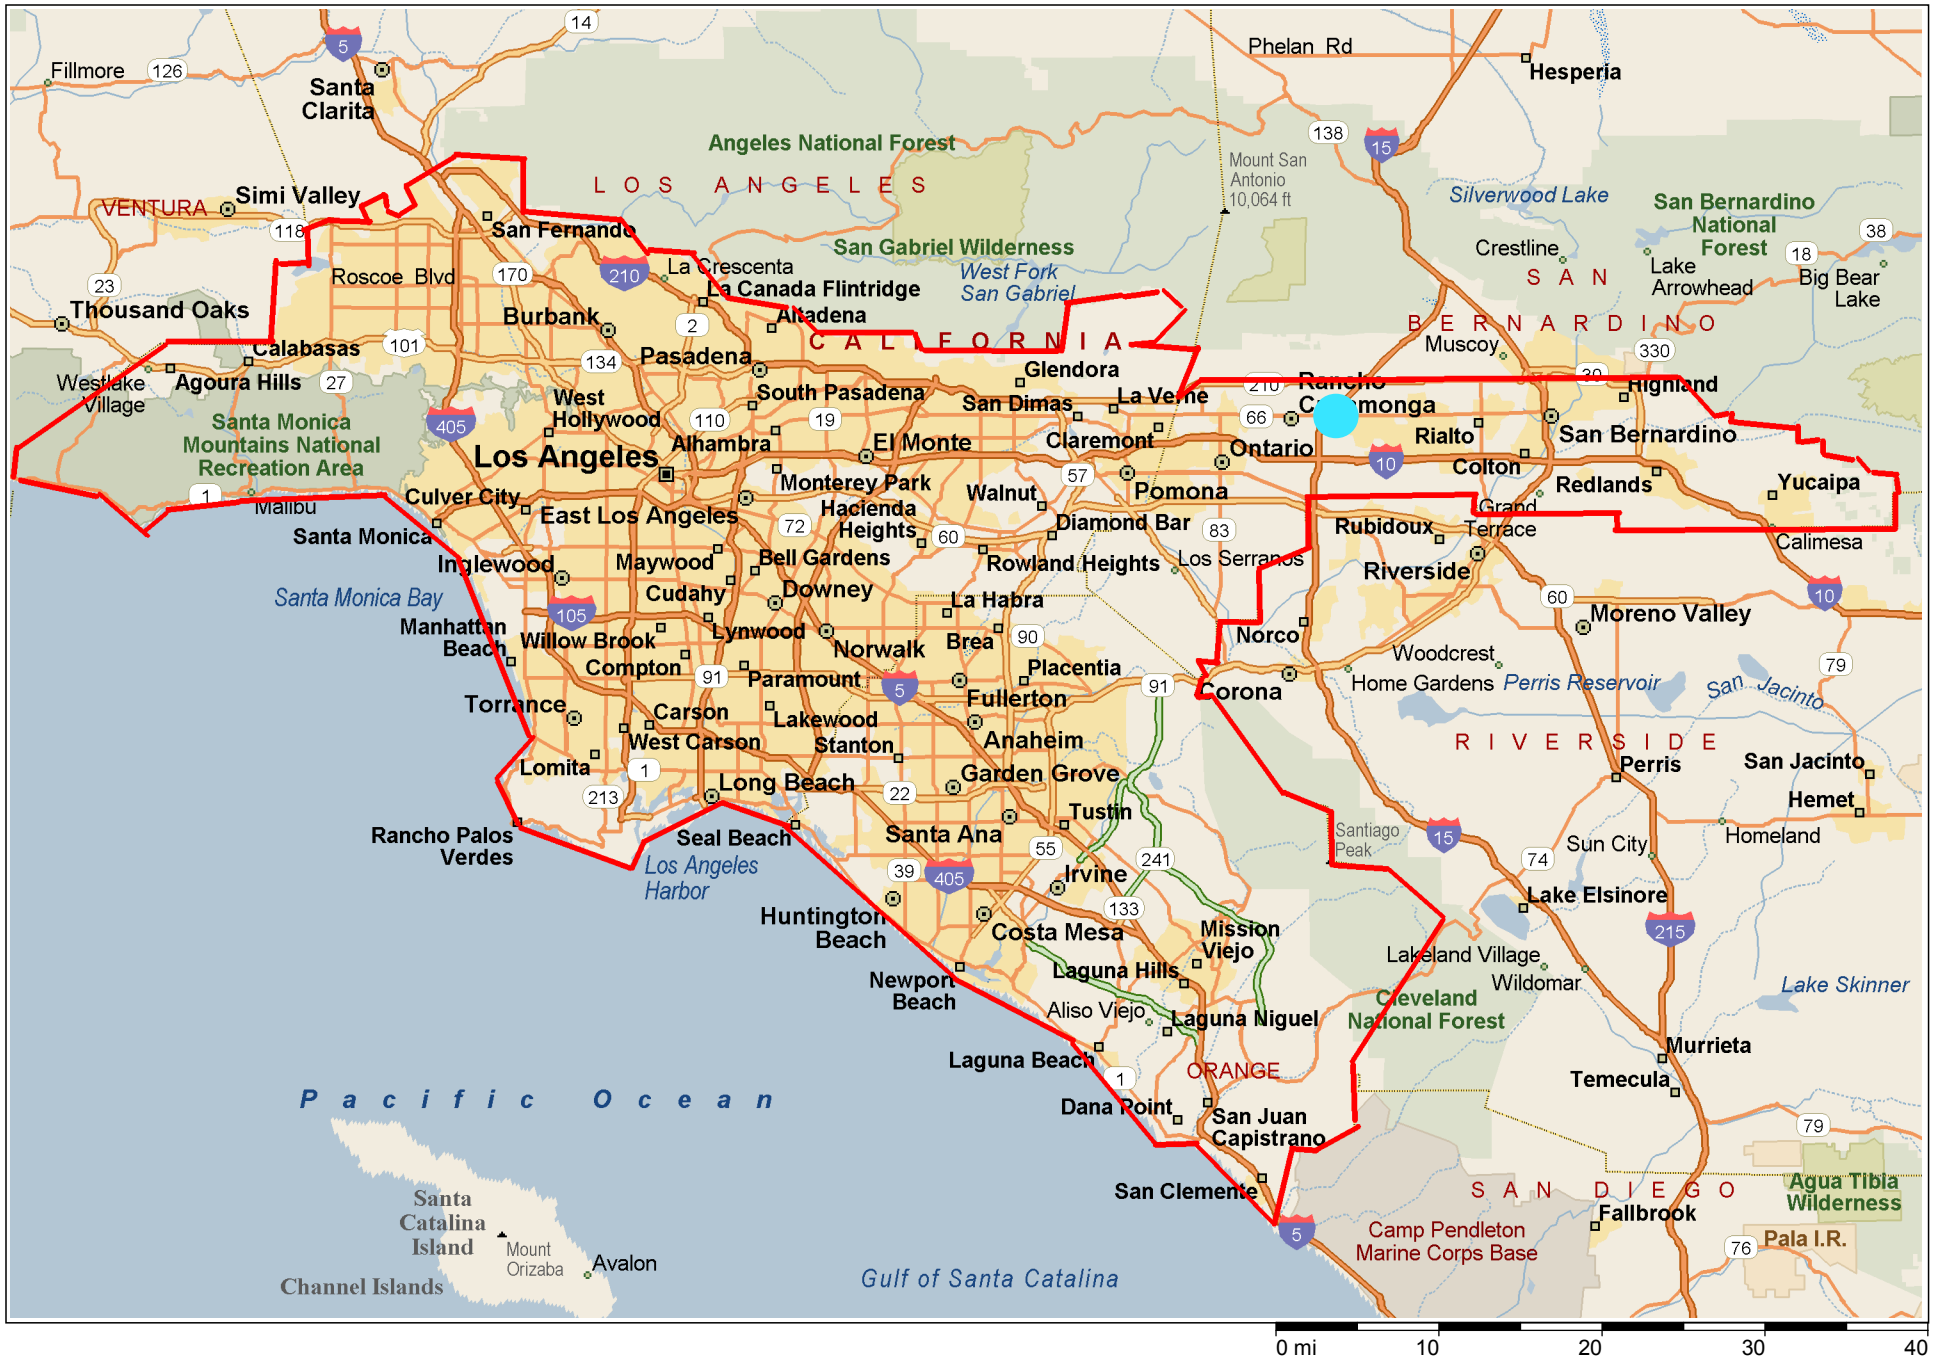 14
5
Fillmore
126
Santa
Clarita
Phelan Rd
Hesperia
138
15
Angeles National Forest
Mount San
Antonio
10,064 ft
LOS ANGELES
Silverwood Lake
San Bernardino
National
Forest
38
18
Simi Valley
VENTURA
118
San Fernando
San Gabriel Wilderness
West Fork
San Gabriel
Crestline
SAN
Lake
Arrowhead
Big Bear
Lake
Roscoe Blvd
170
210
La Crescenta
La Canada Flintridge
23
Thousand Oaks
Burbank
2
Altadena
CALIFORNIA
BERNARDINO
Muscoy
330
101
Calabasas
134
Pasadena
Glendora
Westlake
Village
Agoura Hills
27
South Pasadena
210
Rancho
30
Highland
West
Hollywood
110
19
San Dimas
La Verne
66
405
Santa Monica
Mountains National
Recreation Area
Alhambra
El Monte
Claremont
Ontario
Rialto
San Bernardino
Los Angeles
10
Colton
57
Monterey Park
Walnut
Pomona
Redlands
Yucaipa
1
Malibu
Culver City
East Los Angeles
Hacienda
Heights
Grand
Terrace
Santa Monica
72
60
Diamond Bar
83
Rubidoux
Calimesa
Inglewood
Maywood
Bell Gardens
Rowland Heights
Los Serranos
Riverside
Santa Monica Bay
105
Cudahy
Downey
La Habra
60
10
Moreno Valley
Manhattan
Beach
Willow Brook
Lynwood
Norwalk
Brea
90
Norco
Compton
91
Paramount
5
Placentia
Woodcrest
79
Fullerton
91
Corona
Home Gardens
Perris Reservoir
San Jacinto
Torrance
Carson
Lakewood
West Carson
Stanton
Anaheim
RIVERSIDE
Lomita
1
Long Beach
Garden Grove
Perris
San Jacinto
213
22
Tustin
Hemet
Rancho Palos
Verdes
Seal Beach
Santa Ana
Santiago
Peak
15
Homeland
Los Angeles
Harbor
39
405
55
241
74
Sun City
Irvine
133
Lake Elsinore
Huntington
Beach
Costa Mesa
Mission
Viejo
215
Laguna Hills
Lakeland Village
Wildomar
Newport
Beach
Lake Skinner
Aliso Viejo
Laguna Niguel
Cleveland
National Forest
Laguna Beach
Murrieta
ORANGE
1
Temecula
Pacific Ocean
Dana Point
San Juan
Capistrano
79
San Clemente
SAN DIEGO
Agua Tibia
Wilderness
Santa
Catalina
Island
Fallbrook
5
Camp Pendleton
Marine Corps Base
76
Pala I.R.
Mount
Orizaba
Avalon
Channel Islands
Gulf of Santa Catalina
0 mi 10 20 30 40